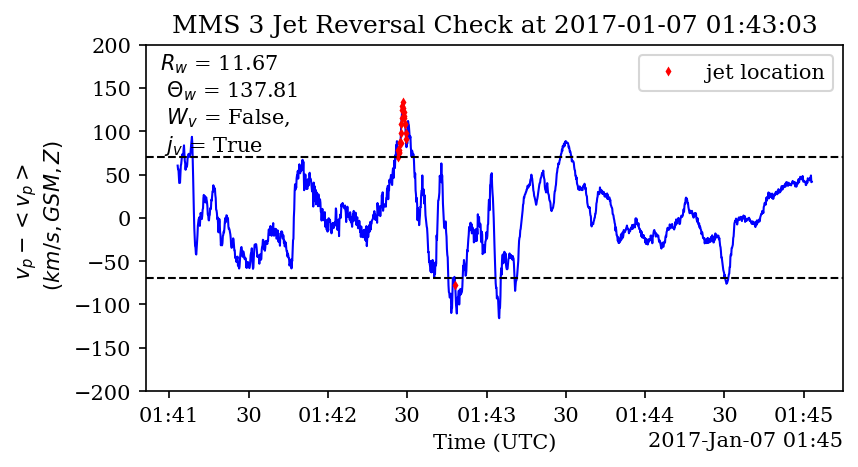 MMS 3 Jet Reversal Check at 2017-01-07 01:43:03
R_w = 11.67
Θ_w = 137.81
W_v = False,
j_v = True
jet location
v_p − < v_p >
(km/s, GSM, Z)
200
150
100
50
0
−50
−100
−150
−200
01:41 30 01:42 30 01:43 30 01:44 30 01:45
Time (UTC)
2017-Jan-07 01:45